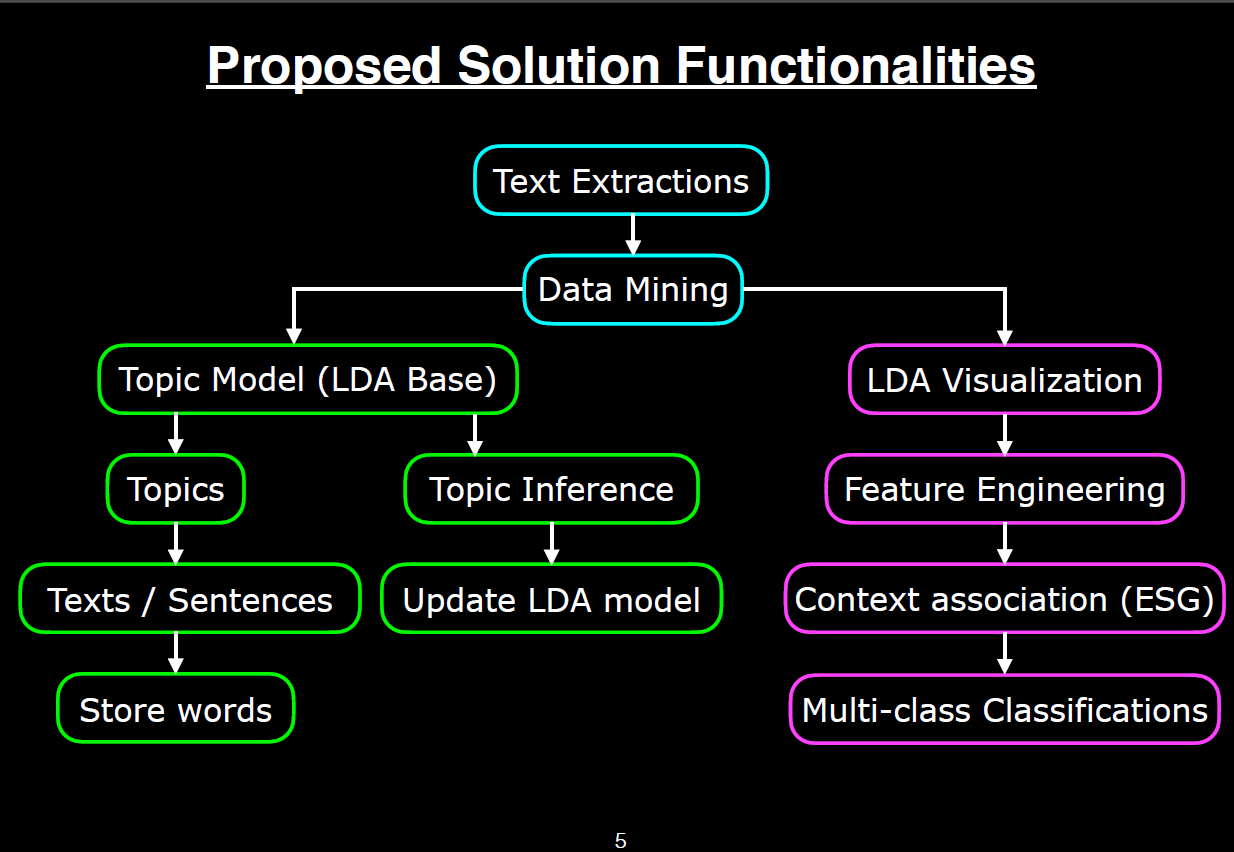 Proposed Solution Functionalities
Text Extractions
Data Mining
Topic Model (LDA Base)
LDA Visualization
Topics
Topic Inference
Feature Engineering
Texts / Sentences
Update LDA model
Context association (ESG)
Store words
Multi-class Classifications
5